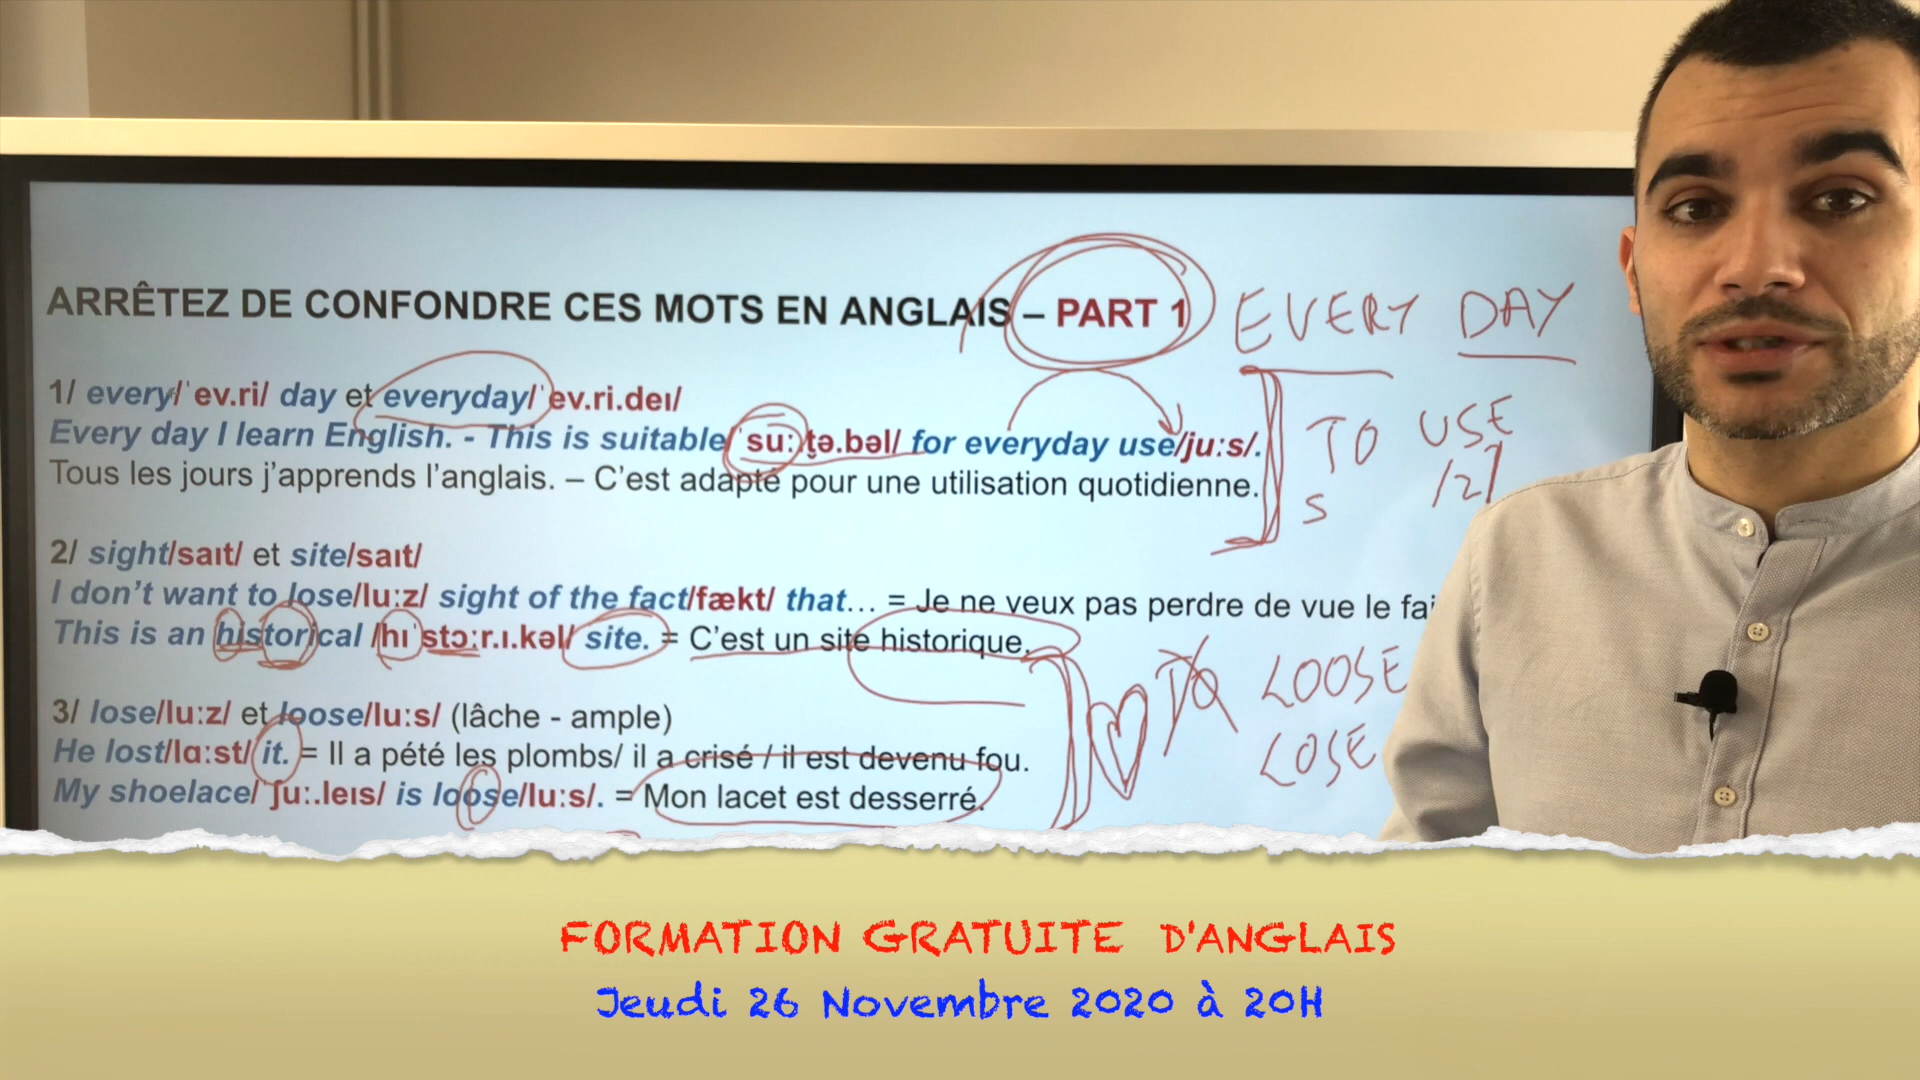 ARRÊTEZ DE CONFONDRE CES MOTS EN ANGLAIS – PART 1
EVERY DAY
1/ every/ˈev.ri/ day et everyday/ˈev.ri.deɪ/
Every day I learn English. - This is suitable/ˈsuː.t̬ə.bəl/ for everyday use/juːs/.
Tous les jours j’apprends l’anglais. – C’est adapté pour une utilisation quotidienne.
TO USE
S /z/
2/ sight/saɪt/ et site/saɪt/
I don’t want to lose/luːz/ sight of the fact/fækt/ that… = Je ne veux pas perdre de vue le fai
This is an historical /hɪˈstɔːr.ɪ.kəl/ site. = C’est un site historique.
TO LOOSE
LOSE
3/ lose/luːz/ et loose/luːs/ (lâche - ample)
He lost/lɑːst/ it. = Il a pété les plombs/ il a crisé / il est devenu fou.
My shoelace/ˈʃuː.leɪs/ is loose/luːs/. = Mon lacet est desserré.
FORMATION GRATUITE D'ANGLAIS
Jeudi 26 Novembre 2020 à 20H